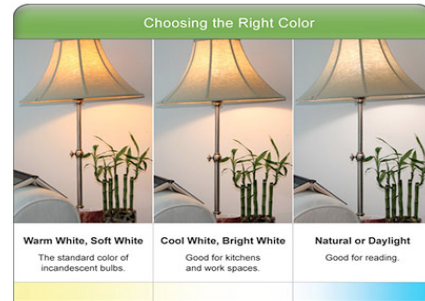 Choosing the Right Color
Warm White, Soft White
The standard color of
incandescent bulbs.
Cool White, Bright White
Good for kitchens
and work spaces.
Natural or Daylight
Good for reading.